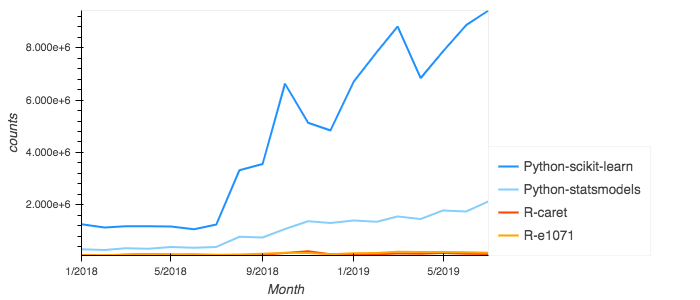 counts
8.000e+6
6.000e+6
4.000e+6
2.000e+6
1/2018
5/2018
9/2018
1/2019
5/2019
Month
Python-scikit-learn
Python-statsmodels
R-caret
R-e1071